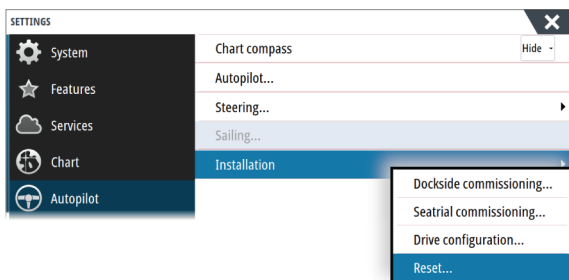 SETTINGS
System
Features
Services
Chart
Autopilot
Chart compass
Hide
Autopilot...
Steering...
Sailing...
Installation
Dockside commissioning...
Seatrial commissioning...
Drive configuration...
Reset...